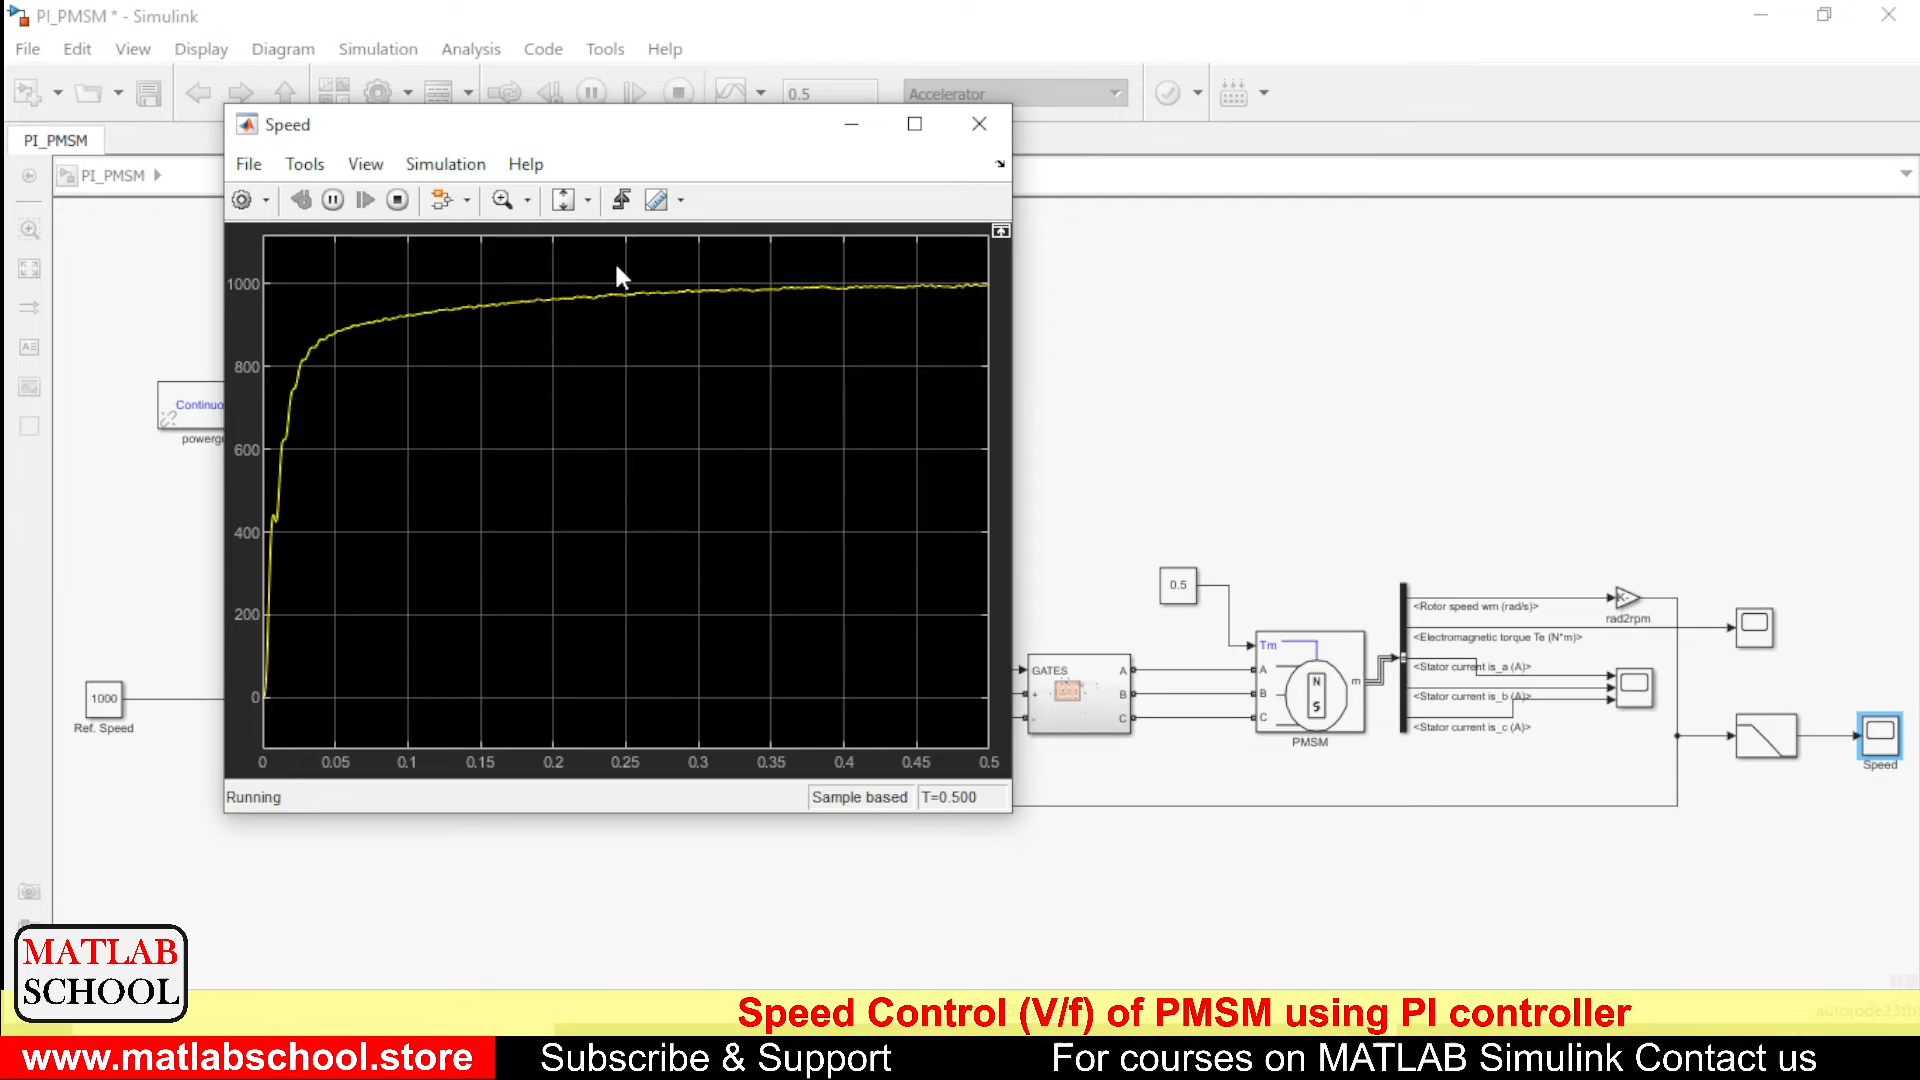 PI_PMSM * - Simulink
File Edit View Display Diagram Simulation Analysis Code Tools Help
0.5 Accelerator
PI_PMSM
PI_PMSM
Speed
File Tools View Simulation Help
1000
800
600
400
200
0
0 0.05 0.1 0.15 0.2 0.25 0.3 0.35 0.4 0.45 0.5
Running Sample based T=0.500
Continuo
powerg
1000
Ref. Speed
GATES
+
-
A
B
C
0.5
Tm
A
B
C
m
N
S
PMSM
<Rotor speed wm (rad/s)>
<Electromagnetic torque Te (N*m)>
<Stator current is_a (A)>
<Stator current is_b (A)>
<Stator current is_c (A)>
K-
rad2rpm
Speed
auto(ode23tb)
MATLAB
SCHOOL
Speed Control (V/f) of PMSM using PI controller
www.matlabschool.store Subscribe & Support For courses on MATLAB Simulink Contact us